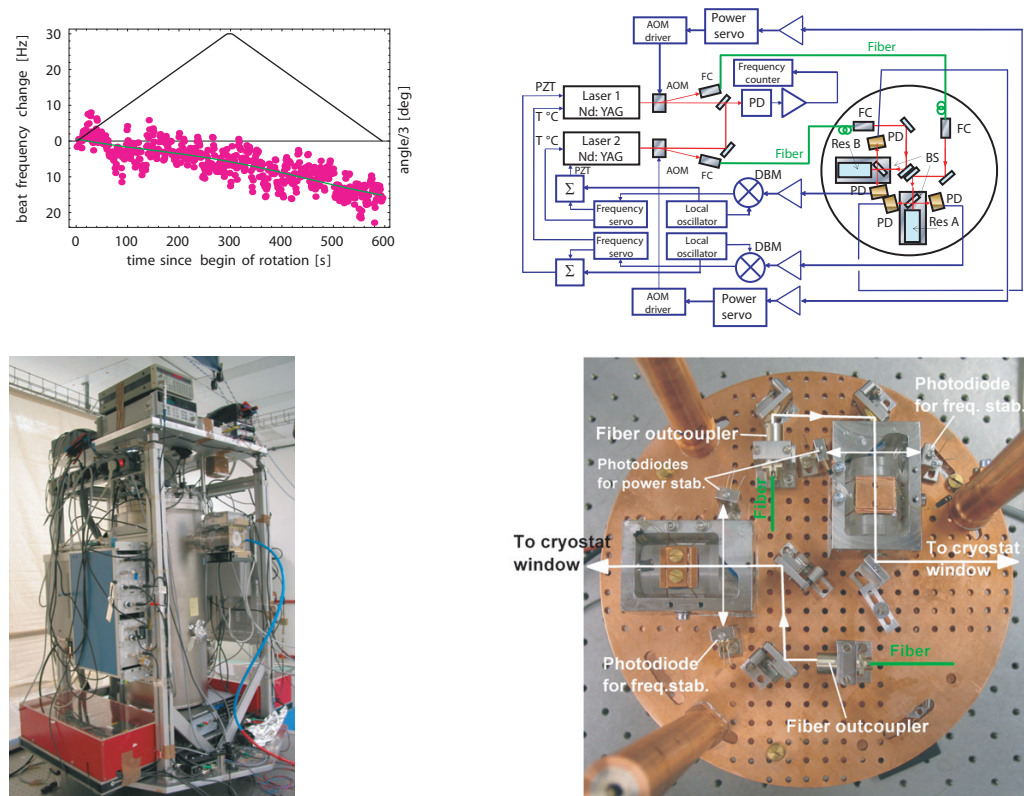 30
20
10
0
10
20
beat frequency change [Hz]
angle/3 [deg]
0
100
200
300
400
500
600
time since begin of rotation [s]
AOM
driver
Power
servo
Fiber
PZT
T °C
T °C
Laser 1
Nd: YAG
Laser 2
Nd: YAG
AOM
FC
Frequency
counter
PD
AOM
FC
Fiber
PZT
Σ
Frequency
servo
Local
oscillator
DBM
Frequency
servo
Local
oscillator
DBM
Σ
AOM
driver
Power
servo
FC
PD
FC
Res B
BS
PD
PD
PD
Res A
Photodiode
for freq. stab.
Fiber outcoupler
Photodiodes
for power stab.
Fiber
To cryostat
window
To cryostat
window
Photodiode
for freq.stab.
Fiber
Fiber outcoupler